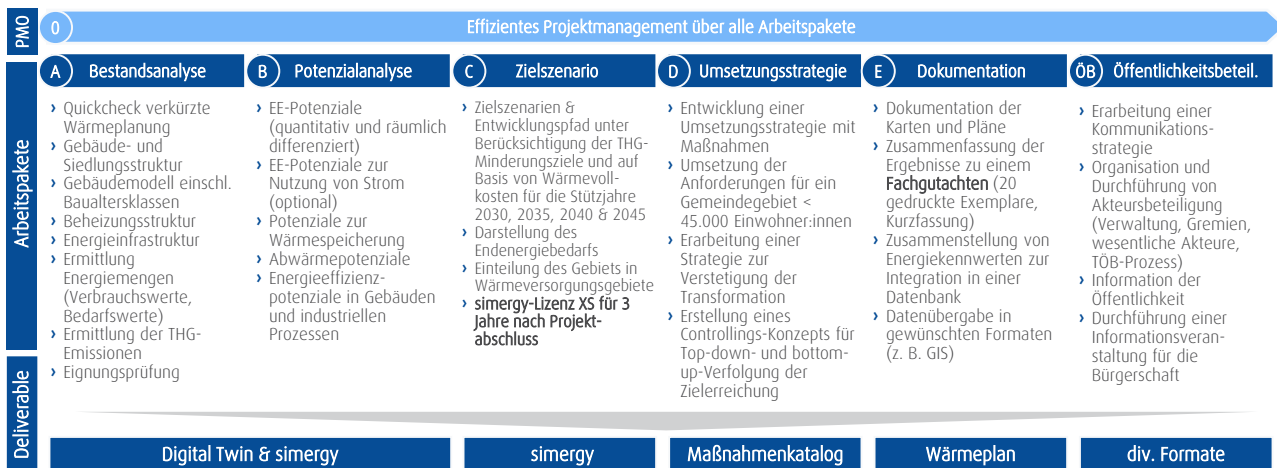 PMO
0
Effizientes Projektmanagement über alle Arbeitspakete
Arbeitspakete
A Bestandsanalyse
› Quickcheck verkürzte
Wärmeplanung
› Gebäude- und
Siedlungsstruktur
› Gebäudemodell einschl.
Baualtersklassen
› Beheizungsstruktur
› Energieinfrastruktur
› Ermittlung
Energiemengen
(Verbrauchswerte,
Bedarfswerte)
› Ermittlung der THG-
Emissionen
› Eignungsprüfung
B Potenzialanalyse
› EE-Potenziale
(quantitativ und räumlich
differenziert)
› EE-Potenziale zur
Nutzung von Strom
(optional)
› Potenziale zur
Wärmespeicherung
› Abwärmepotenziale
› Energieeffizienz-
potenziale in Gebäuden
und industriellen
Prozessen
C Zielszenario
› Zielszenarien &
Entwicklungspfad unter
Berücksichtigung der THG-
Minderungsziele und auf
Basis von Wärmevoll-
kosten für die Stützjahre
2030, 2035, 2040 & 2045
› Darstellung des
Endenergiebedarfs
› Einteilung des Gebiets in
Wärmeversorgungsgebiete
› simergy-Lizenz XS für 3
Jahre nach Projekt-
abschluss
D Umsetzungsstrategie
› Entwicklung einer
Umsetzungsstrategie mit
Maßnahmen
› Umsetzung der
Anforderungen für ein
Gemeindegebiet <
45.000 Einwohner:innen
› Erarbeitung einer
Strategie zur
Verstetigung der
Transformation
› Erstellung eines
Controllings-Konzepts für
Top-down- und bottom-
up-Verfolgung der
Zielerreichung
E Dokumentation
› Dokumentation der
Karten und Pläne
› Zusammenfassung der
Ergebnisse zu einem
Fachgutachten (20
gedruckte Exemplare,
Kurzfassung)
› Zusammenstellung von
Energiekennwerten zur
Integration in einer
Datenbank
› Datenübergabe in
gewünschten Formaten
(z. B. GIS)
ÖB Öffentlichkeitsbeteil.
› Erarbeitung einer
Kommunikations-
strategie
› Organisation und
Durchführung von
Akteursbeteiligung
(Verwaltung, Gremien,
wesentliche Akteure,
TÖB-Prozess)
› Information der
Öffentlichkeit
› Durchführung einer
Informationsveran-
staltung für die
Bürgerschaft
Deliverable
Digital Twin & simergy
simergy
Maßnahmenkatalog
Wärmeplan
div. Formate